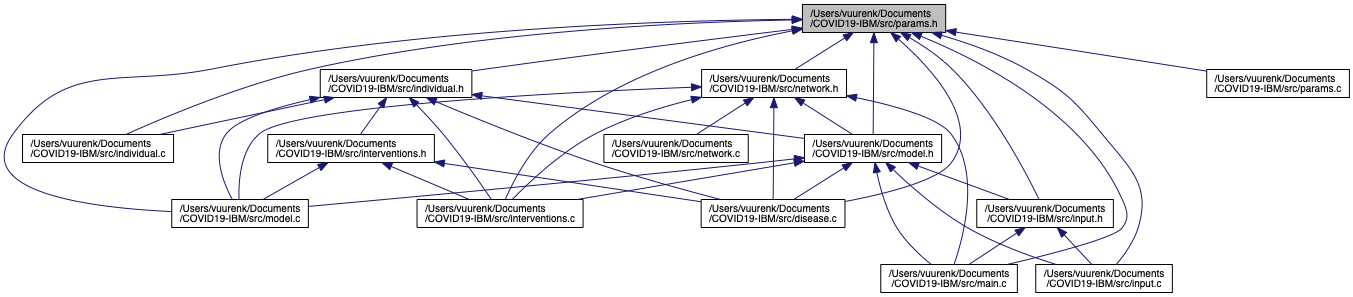 /Users/vuurenk/Documents
/COVID19-IBM/src/params.h
/Users/vuurenk/Documents
/COVID19-IBM/src/individual.h
/Users/vuurenk/Documents
/COVID19-IBM/src/network.h
/Users/vuurenk/Documents
/COVID19-IBM/src/params.c
/Users/vuurenk/Documents
/COVID19-IBM/src/individual.c
/Users/vuurenk/Documents
/COVID19-IBM/src/interventions.h
/Users/vuurenk/Documents
/COVID19-IBM/src/network.c
/Users/vuurenk/Documents
/COVID19-IBM/src/model.h
/Users/vuurenk/Documents
/COVID19-IBM/src/model.c
/Users/vuurenk/Documents
/COVID19-IBM/src/interventions.c
/Users/vuurenk/Documents
/COVID19-IBM/src/disease.c
/Users/vuurenk/Documents
/COVID19-IBM/src/input.h
/Users/vuurenk/Documents
/COVID19-IBM/src/main.c
/Users/vuurenk/Documents
/COVID19-IBM/src/input.c